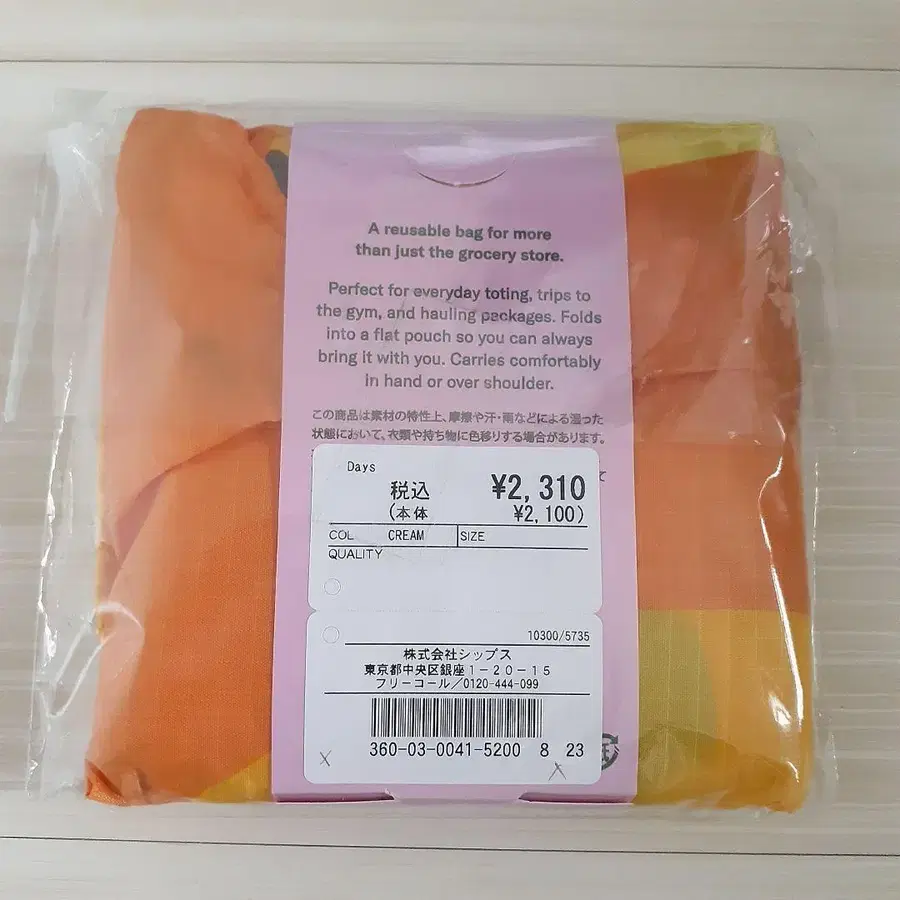 A reusable bag for more
than just the grocery store.
Perfect for everyday toting, trips to
the gym, and hauling packages. Folds
into a flat pouch so you can always
bring it with you. Carries comfortably
in hand or over shoulder.
この商品は素材の特性上、摩擦や汗・雨などによる湿った
状態において、衣類や持ち物に色移りする場合があります。
て
Days
税込 ¥2,310
(本体 ¥2,100)
COL CREAM SIZE
QUALITY
10300/5735
株式会社シップス
東京都中央区銀座1-20-15
フリーコール/0120-444-099
360-03-0041-5200 8 23